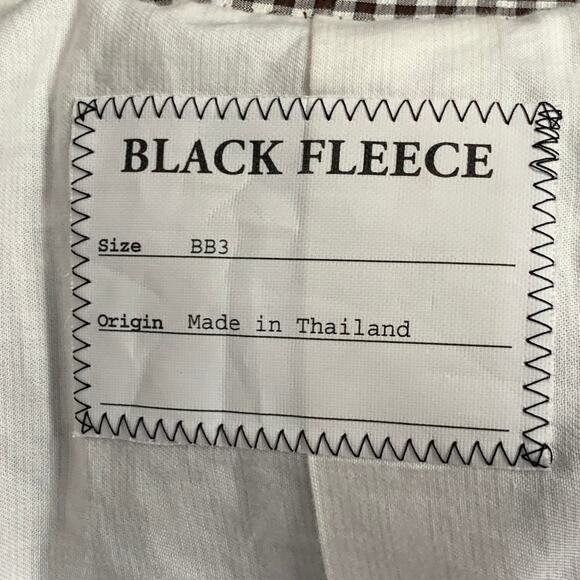 BLACK FLEECE
Size BB3
Origin Made in Thailand